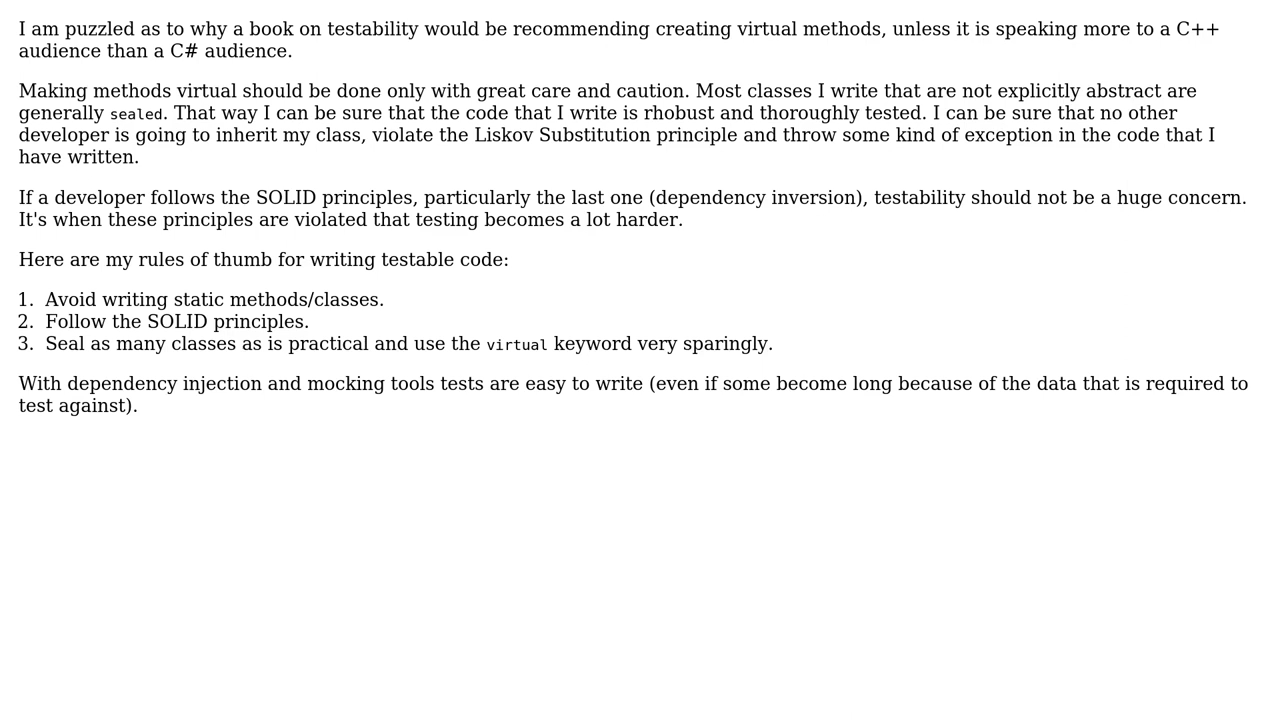 I am puzzled as to why a book on testability would be recommending creating virtual methods, unless it is speaking more to a C++
audience than a C# audience.
Making methods virtual should be done only with great care and caution. Most classes I write that are not explicitly abstract are
generally sealed. That way I can be sure that the code that I write is rhobust and thoroughly tested. I can be sure that no other
developer is going to inherit my class, violate the Liskov Substitution principle and throw some kind of exception in the code that I
have written.
If a developer follows the SOLID principles, particularly the last one (dependency inversion), testability should not be a huge concern.
It's when these principles are violated that testing becomes a lot harder.
Here are my rules of thumb for writing testable code:
1. Avoid writing static methods/classes.
2. Follow the SOLID principles.
3. Seal as many classes as is practical and use the virtual keyword very sparingly.
With dependency injection and mocking tools tests are easy to write (even if some become long because of the data that is required to
test against).